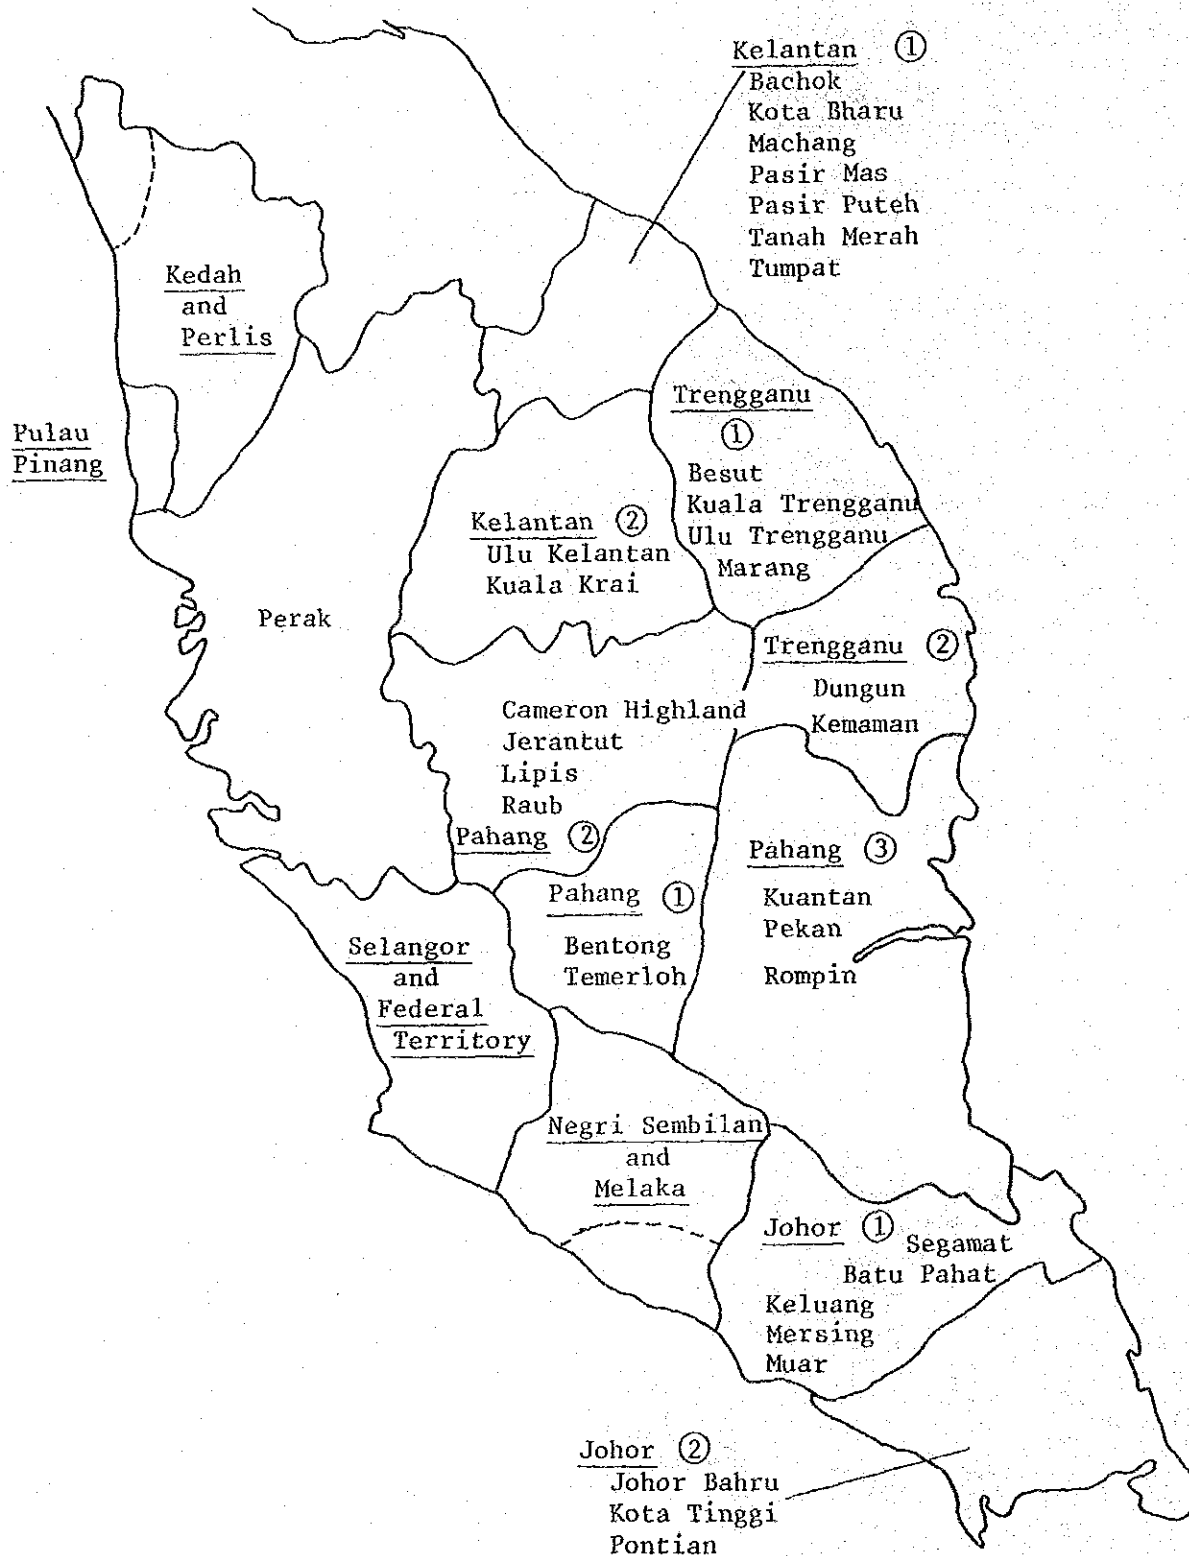 Kelantan ①
Bachok
Kota Bharu
Machang
Pasir Mas
Pasir Puteh
Tanah Merah
Tumpat
Kedah
and
Perlis
Pulau
Pinang
Trengganu
①
Besut
Kuala Trengganu
Ulu Trengganu
Marang
Kelantan ②
Ulu Kelantan
Kuala Krai
Perak
Trengganu ②
Dungun
Kemaman
Cameron Highland
Jerantut
Lipis
Raub
Pahang ②
Pahang ③
Kuantan
Pekan
Rompin
Pahang ①
Bentong
Temerloh
Selangor
and
Federal
Territory
Negri Sembilan
and
Melaka
Johor ① Segamat
Batu Pahat
Keluang
Mersing
Muar
Johor ②
Johor Bahru
Kota Tinggi
Pontian